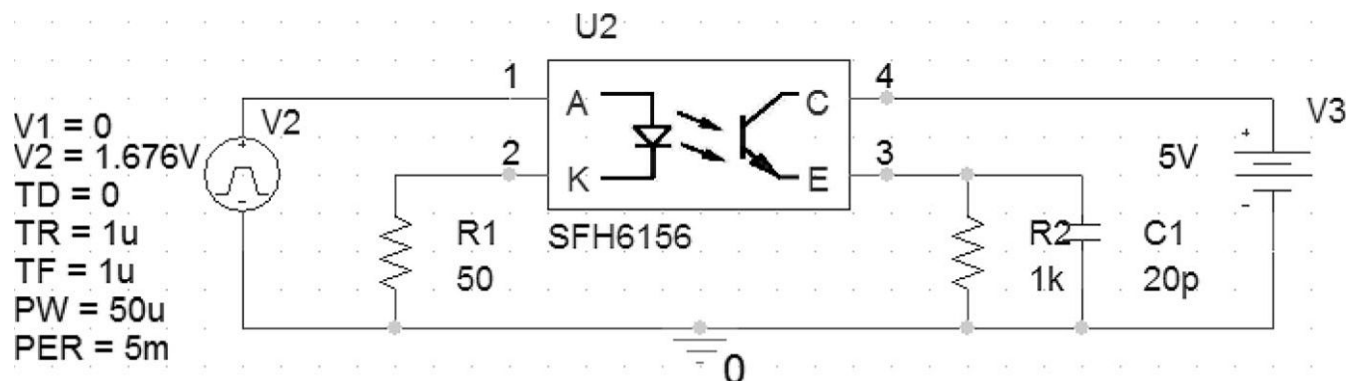 U2
1
4
A
C
V2
V3
V1 = 0
V2 = 1.676V
TD = 0
TR = 1u
TF = 1u
PW = 50u
PER = 5m
2
3
K
E
5V
R1
50
SFH6156
R2
1k
C1
20p
0